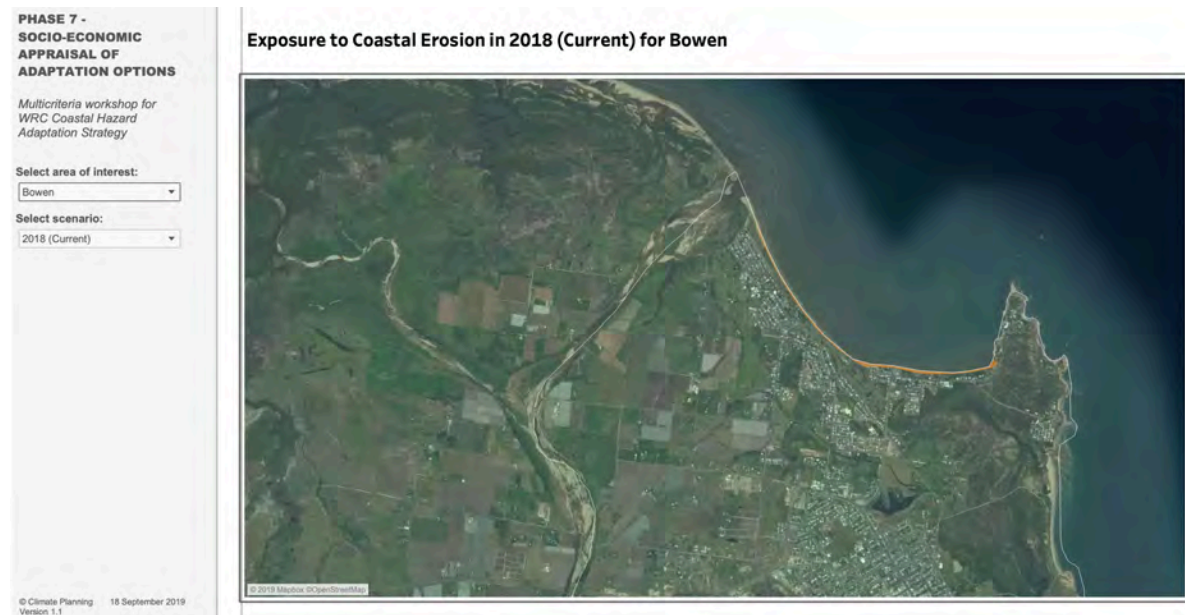 PHASE 7 -
SOCIO-ECONOMIC
APPRAISAL OF
ADAPTATION OPTIONS
Multicriteria workshop for
WRC Coastal Hazard
Adaptation Strategy
Select area of interest:
Bowen
Select scenario:
2018 (Current)
© Climate Planning 18 September 2019
Version 1.1
Exposure to Coastal Erosion in 2018 (Current) for Bowen
© 2019 Mapbox ©OpenStreetMap